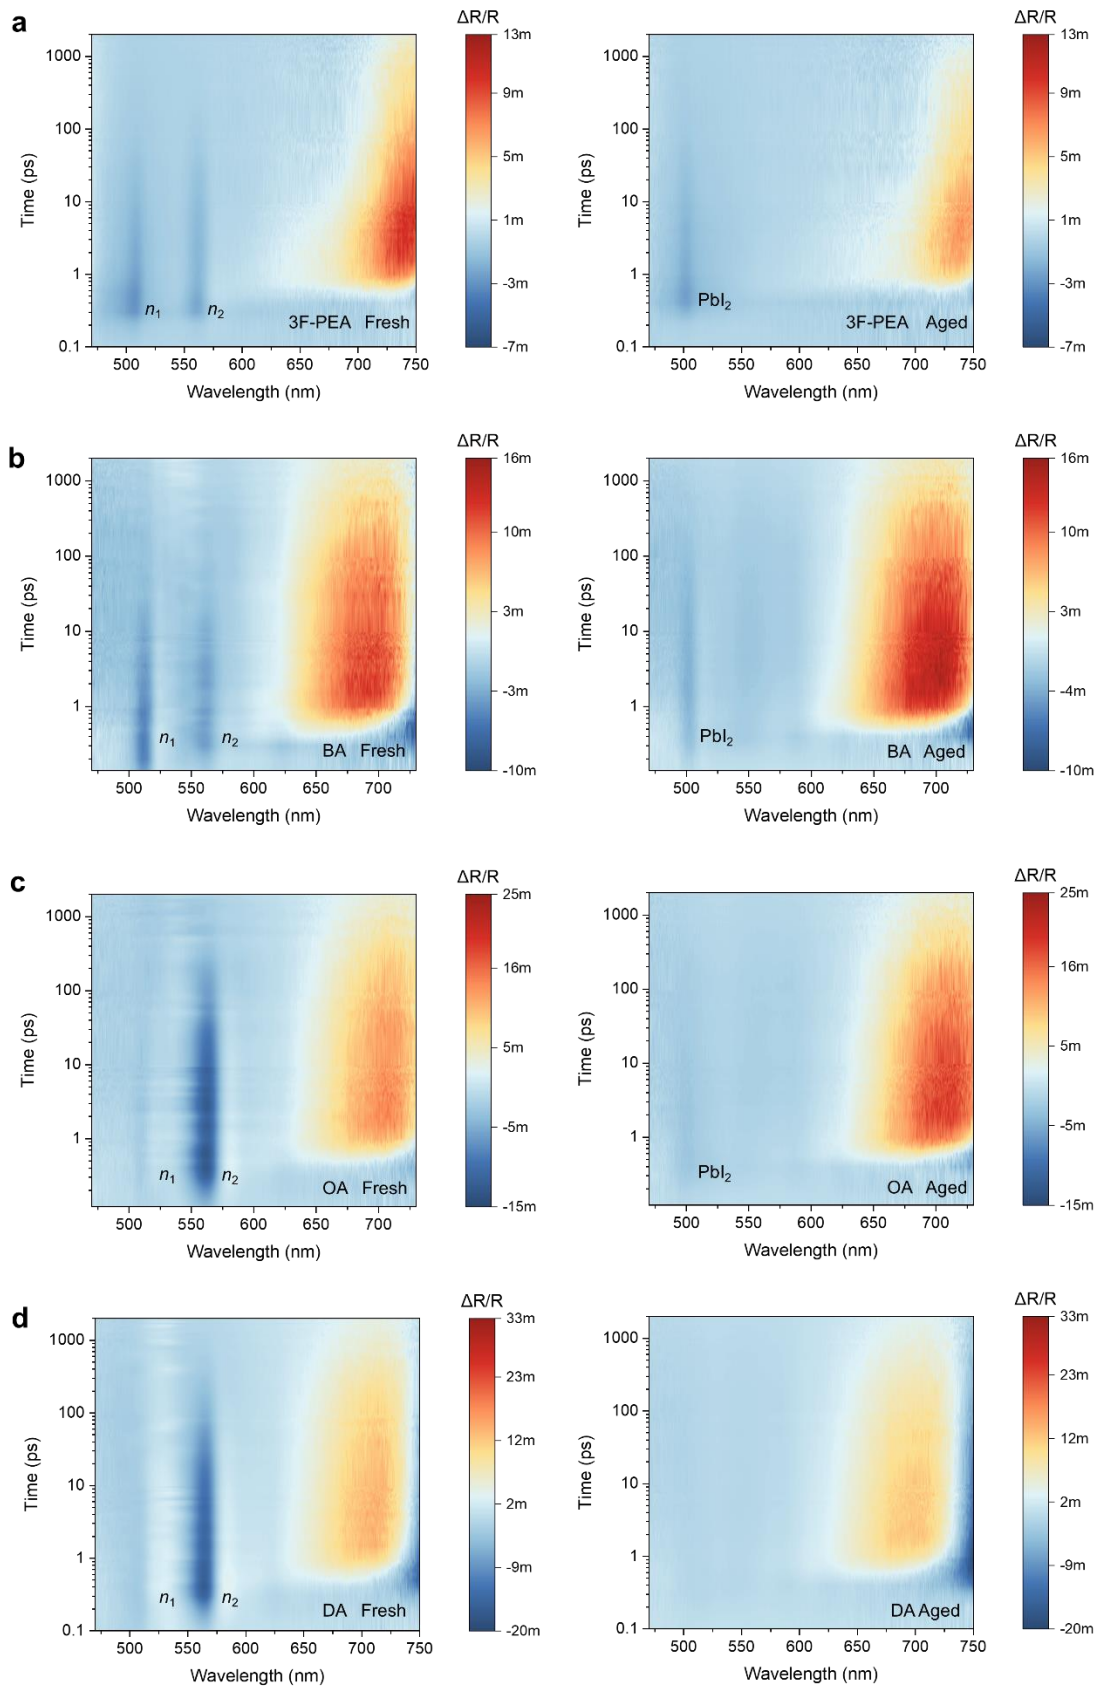 a
ΔR/R
ΔR/R
1000
100
10
1
0.1
Time (ps)
n1
n2
3F-PEA Fresh
500 550 600 650 700 750
Wavelength (nm)
13m
9m
5m
1m
-3m
-7m
Time (ps)
1000
100
10
1
0.1
PbI2
3F-PEA Aged
500 550 600 650 700 750
Wavelength (nm)
13m
9m
5m
1m
-3m
-7m
b
ΔR/R
ΔR/R
1000
100
10
1
Time (ps)
n1
n2
BA Fresh
500 550 600 650 700
Wavelength (nm)
16m
10m
3m
-3m
-10m
Time (ps)
1000
100
10
1
PbI2
BA Aged
500 550 600 650 700
Wavelength (nm)
16m
10m
3m
-4m
-10m
c
ΔR/R
ΔR/R
1000
100
10
1
Time (ps)
n1
n2
OA Fresh
500 550 600 650 700
Wavelength (nm)
25m
16m
5m
-5m
-15m
Time (ps)
1000
100
10
1
PbI2
OA Aged
500 550 600 650 700
Wavelength (nm)
25m
16m
5m
-5m
-15m
d
ΔR/R
ΔR/R
1000
100
10
1
0.1
Time (ps)
n1
n2
DA Fresh
500 550 600 650 700 750
Wavelength (nm)
33m
23m
12m
2m
-9m
-20m
Time (ps)
1000
100
10
1
0.1
DA Aged
500 550 600 650 700 750
Wavelength (nm)
33m
23m
12m
2m
-9m
-20m